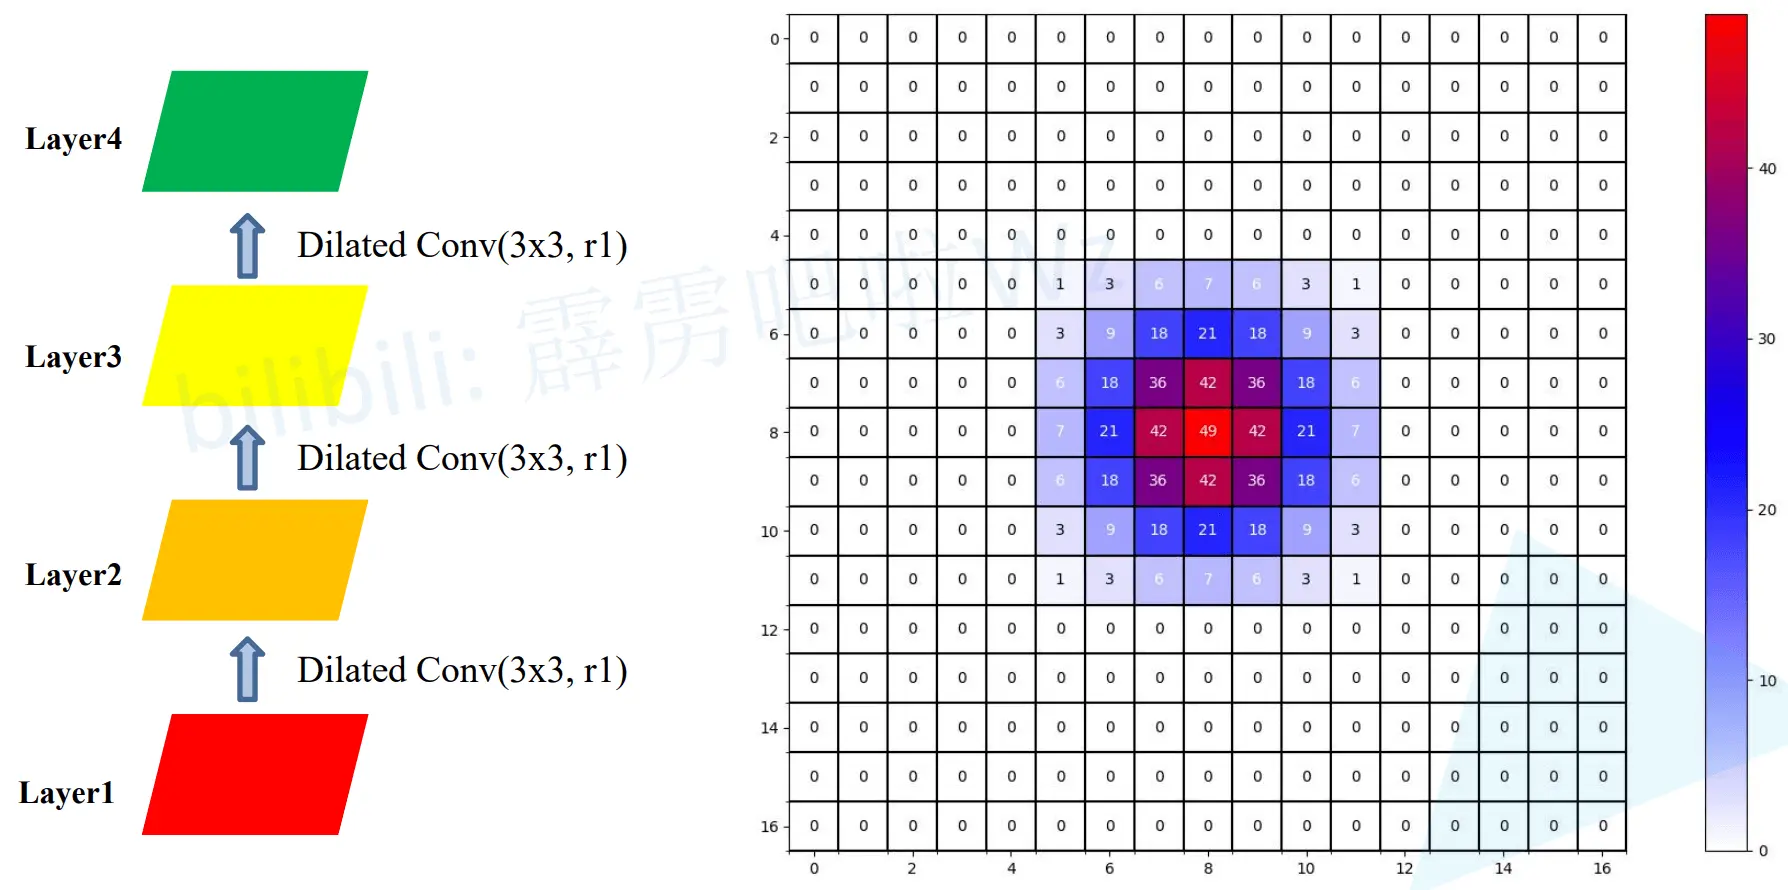 Layer4
Dilated Conv(3x3, r1)
Layer3
Dilated Conv(3x3, r1)
Layer2
Dilated Conv(3x3, r1)
Layer1
bilibili: 霹雳吧啦Wz
0 0 0 0 0 0 0 0 0 0 0 0 0 0 0 0 0 0
0 0 0 0 0 0 0 0 0 0 0 0 0 0 0 0 0
2 0 0 0 0 0 0 0 0 0 0 0 0 0 0 0 0 0
0 0 0 0 0 0 0 0 0 0 0 0 0 0 0 0 0
4 0 0 0 0 0 0 0 0 0 0 0 0 0 0 0 0 0
0 0 0 0 0 1 3 6 7 6 3 1 0 0 0 0 0
6 0 0 0 0 0 3 9 18 21 18 9 3 0 0 0 0 0
0 0 0 0 0 6 18 36 42 36 18 6 0 0 0 0 0
8 0 0 0 0 0 7 21 42 49 42 21 7 0 0 0 0 0
0 0 0 0 0 6 18 36 42 36 18 6 0 0 0 0 0
10 0 0 0 0 0 3 9 18 21 18 9 3 0 0 0 0 0
0 0 0 0 0 1 3 6 7 6 3 1 0 0 0 0 0
12 0 0 0 0 0 0 0 0 0 0 0 0 0 0 0 0 0
0 0 0 0 0 0 0 0 0 0 0 0 0 0 0 0 0
14 0 0 0 0 0 0 0 0 0 0 0 0 0 0 0 0 0
0 0 0 0 0 0 0 0 0 0 0 0 0 0 0 0 0
16 0 0 0 0 0 0 0 0 0 0 0 0 0 0 0 0 0
0 2 4 6 8 10 12 14 16
40
30
20
10
0